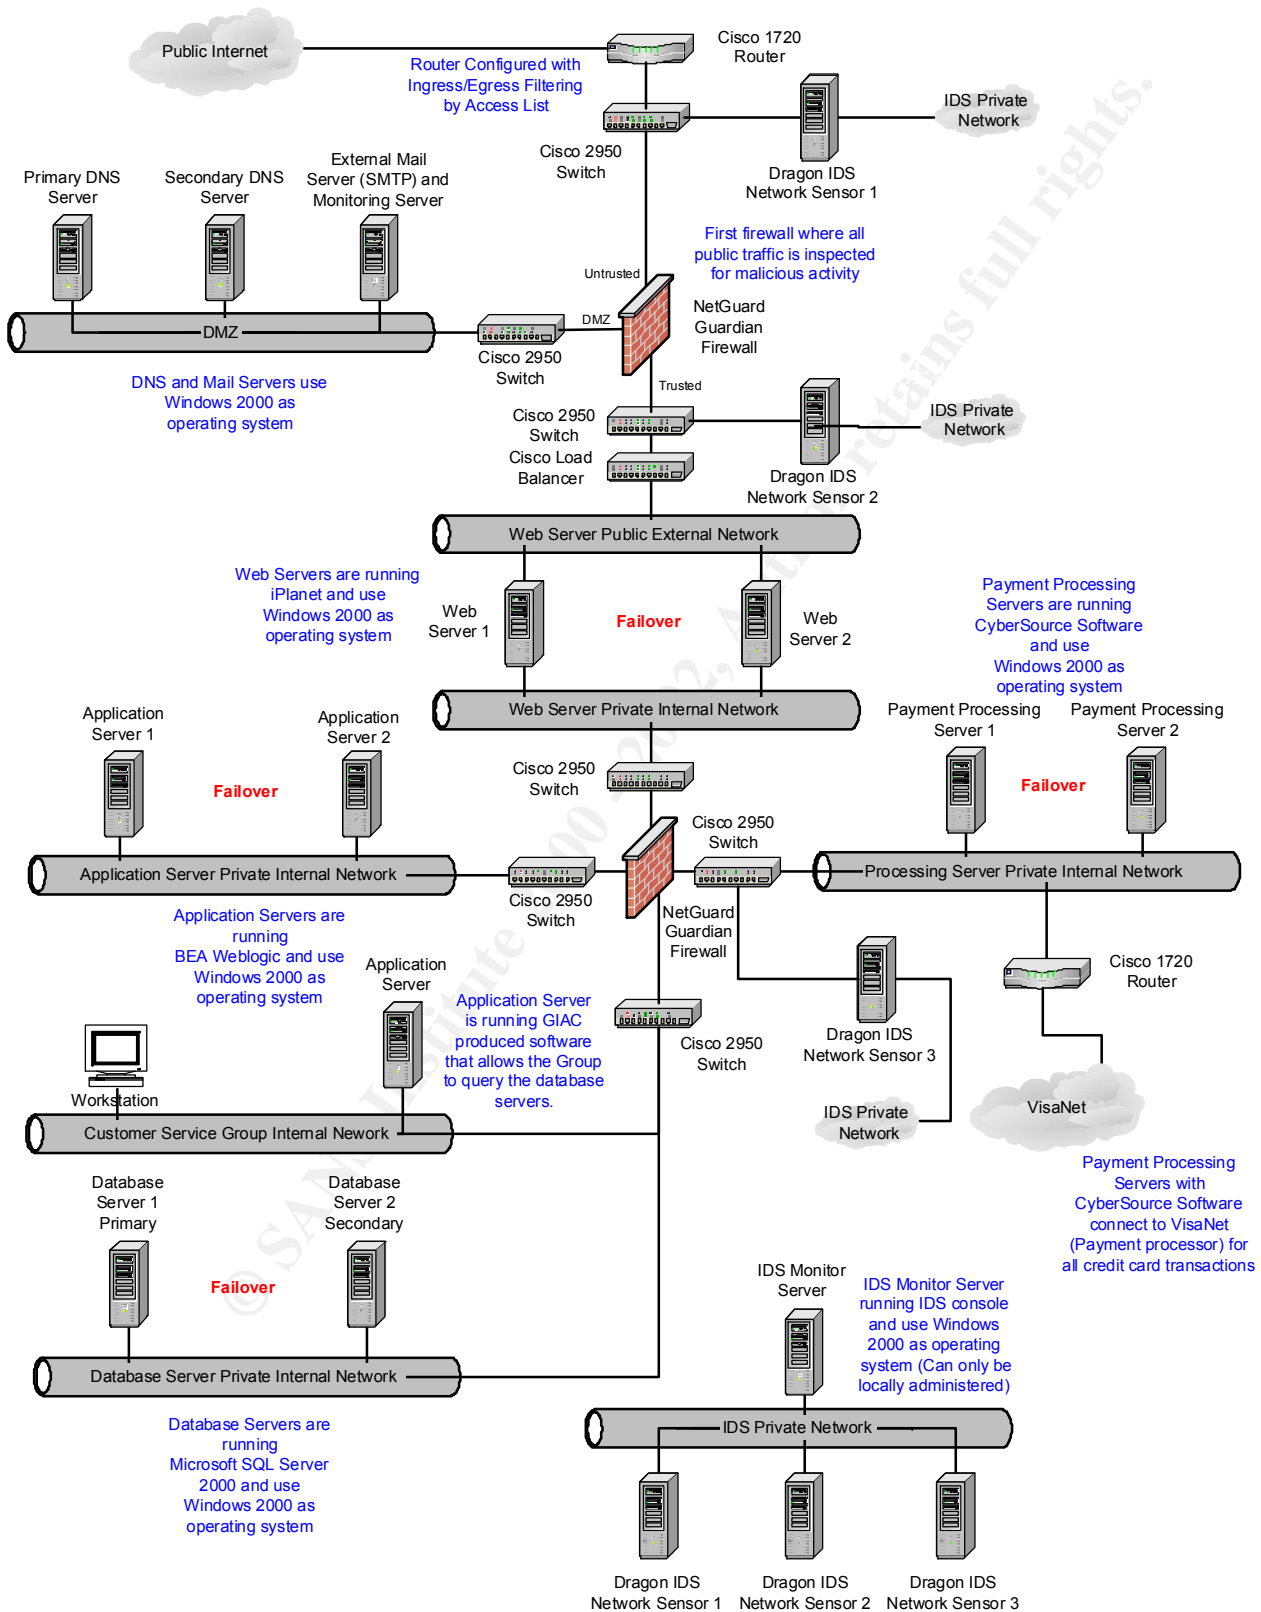 Public Internet
Cisco 1720
Router
Router Configured with
Ingress/Egress Filtering
by Access List
IDS Private
Network
Cisco 2950
Switch
Dragon IDS
Network Sensor 1
Primary DNS
Server
Secondary DNS
Server
External Mail
Server (SMTP) and
Monitoring Server
First firewall where all
public traffic is inspected
for malicious activity
Untrusted
DMZ
DMZ
NetGuard
Guardian
Firewall
Cisco 2950
Switch
Trusted
DNS and Mail Servers use
Windows 2000 as
operating system
Cisco 2950
Switch
IDS Private
Network
Cisco Load
Balancer
Dragon IDS
Network Sensor 2
Web Server Public External Network
Web Servers are running
iPlanet and use
Windows 2000 as
operating system
Web
Server 1
Failover
Web
Server 2
Payment Processing
Servers are running
CyberSource Software
and use
Windows 2000 as
operating system
Web Server Private Internal Network
Application
Server 1
Application
Server 2
Failover
Payment Processing
Server 1
Payment Processing
Server 2
Failover
Cisco 2950
Switch
Cisco 2950
Switch
Application Server Private Internal Network
Processing Server Private Internal Network
Cisco 2950
Switch
NetGuard
Guardian
Firewall
Application Servers are
running
BEA Weblogic and use
Windows 2000 as
operating system
Application
Server
Application Server
is running GIAC
produced software
that allows the Group
to query the database
servers.
Cisco 2950
Switch
Dragon IDS
Network Sensor 3
Cisco 1720
Router
Workstation
Customer Service Group Internal Nework
IDS Private
Network
VisaNet
Payment Processing
Servers with
CyberSource Software
connect to VisaNet
(Payment processor) for
all credit card transactions
Database
Server 1
Primary
Database
Server 2
Secondary
Failover
Database Server Private Internal Network
Database Servers are
running
Microsoft SQL Server
2000 and use
Windows 2000 as
operating system
IDS Monitor
Server
IDS Monitor Server
running IDS console
and use Windows
2000 as operating
system (Can only be
locally administered)
IDS Private Network
Dragon IDS
Network Sensor 1
Dragon IDS
Network Sensor 2
Dragon IDS
Network Sensor 3
© SANS Institute 2000 - 2002, Author retains full rights.